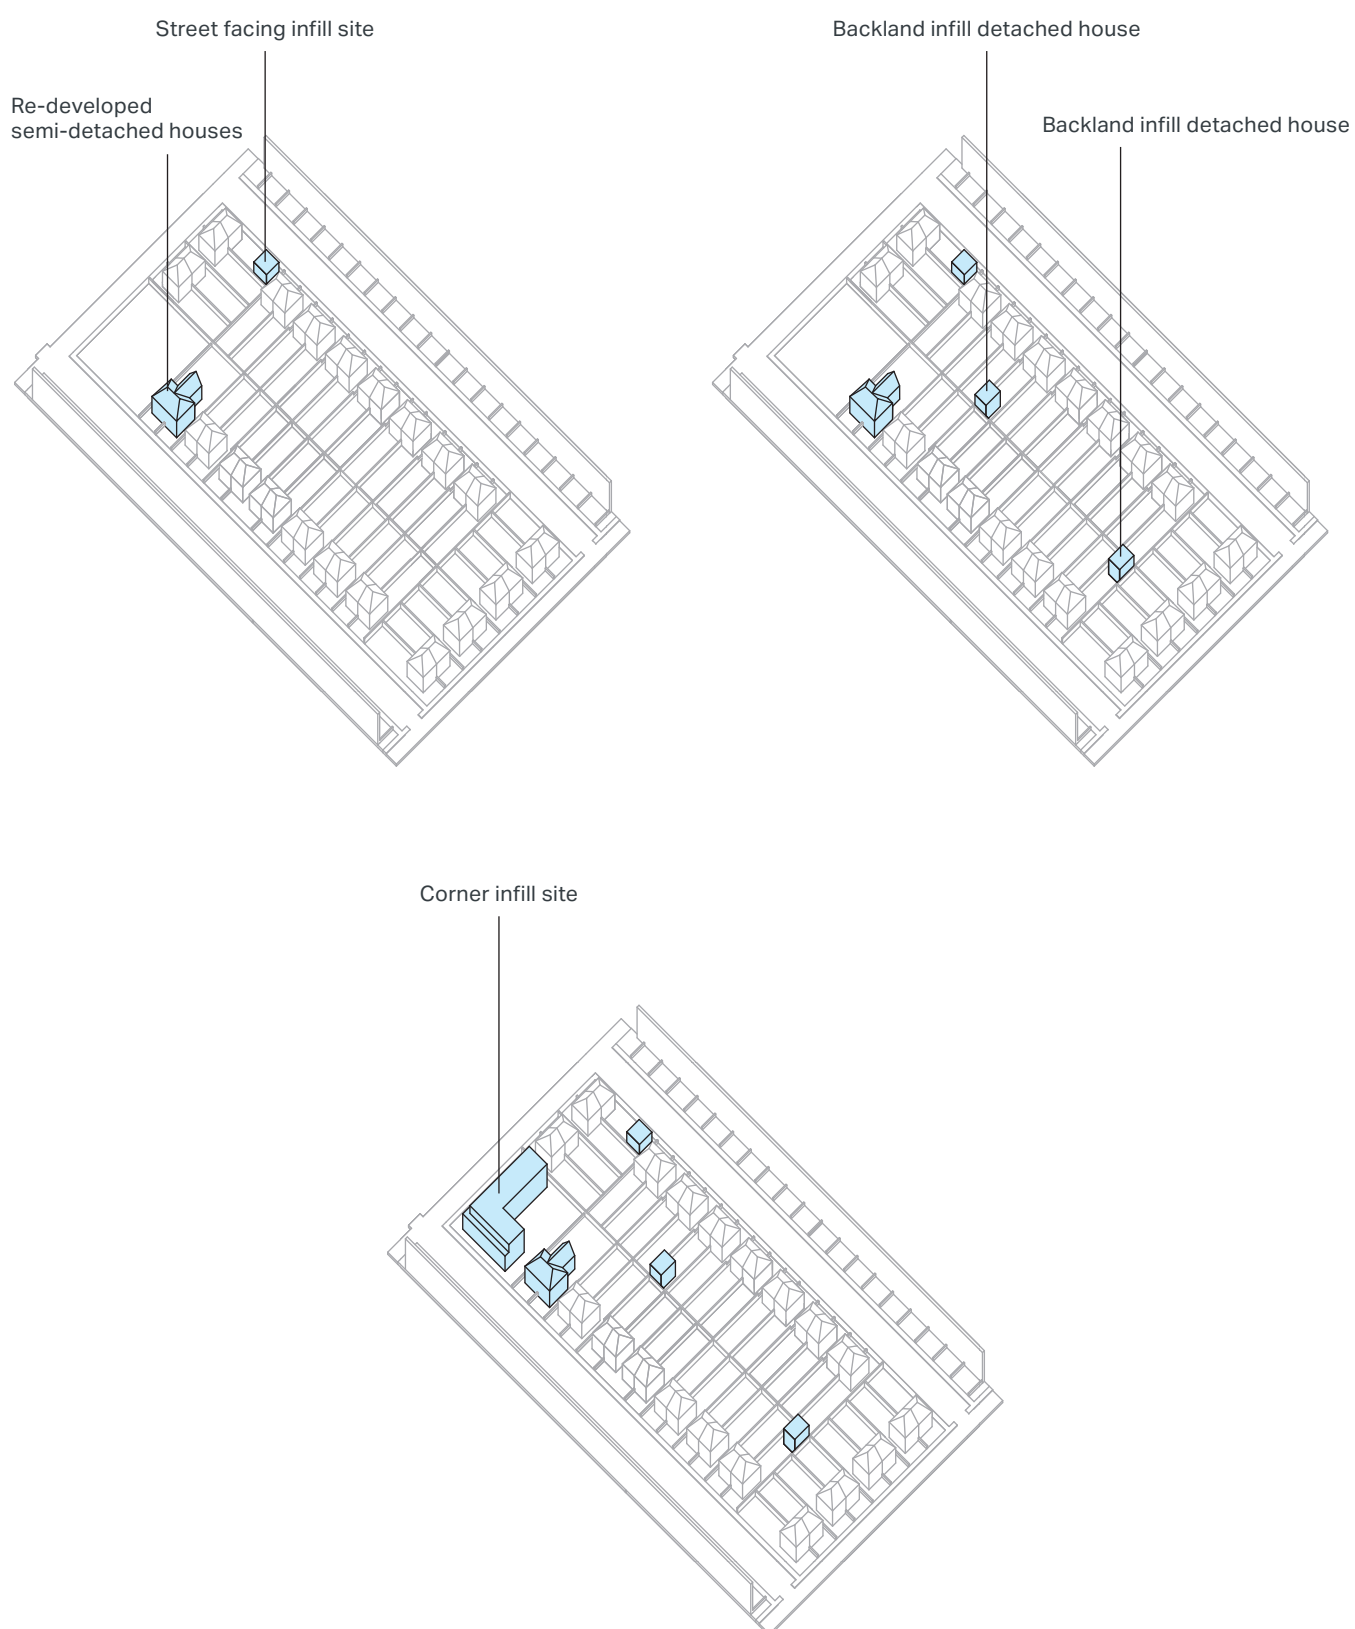 Street facing infill site
Re-developed
semi-detached houses
Backland infill detached house
Backland infill detached house
Corner infill site